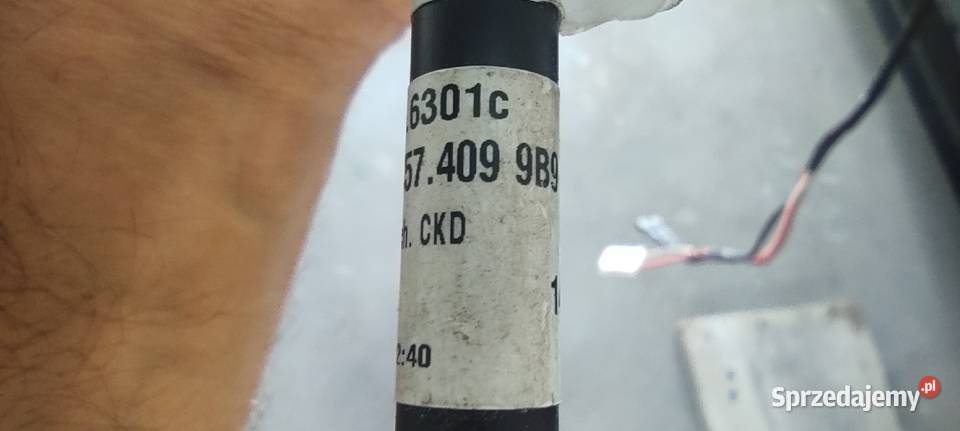 .6301c
57.409 9B9
h. CKD
2:40
Sprzedajemy.pl